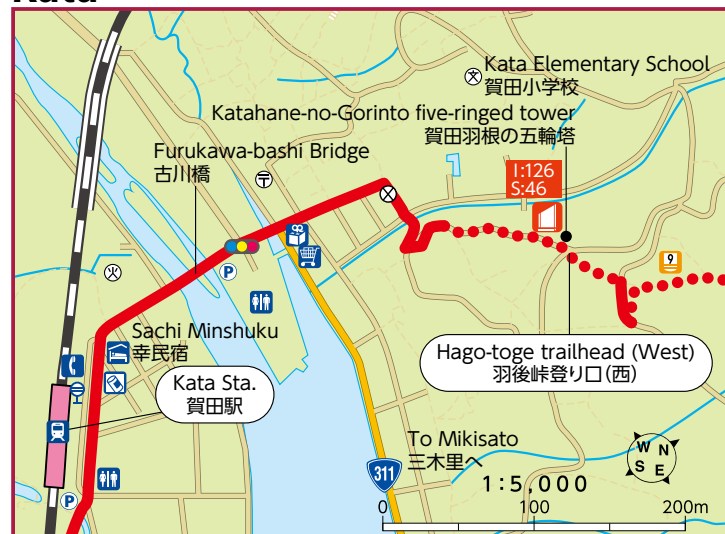 Kata
Kata Elementary School
賀田小学校
文
Katahane-no-Gorinto five-ringed tower
賀田羽根の五輪塔
Furukawa-bashi Bridge
古川橋
〒
I:126
S:46
9
P
火
Sachi Minshuku
幸民宿
Kata Sta.
賀田駅
Hago-toge trailhead (West)
羽後峠登り口(西)
To Mikisato
三木里へ
311
W N
S E
1:5,000
0 100 200m
P